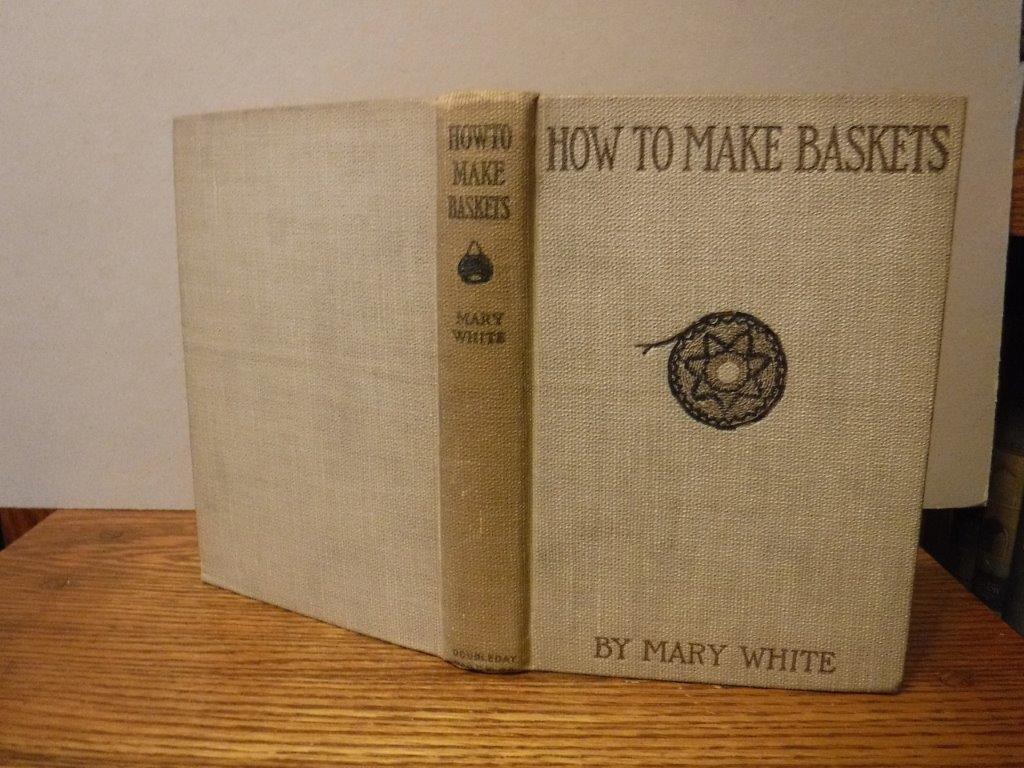 HOW TO
MAKE
BASKETS
MARY
WHITE
DOUBLEDAY
HOW TO MAKE BASKETS
BY MARY WHITE